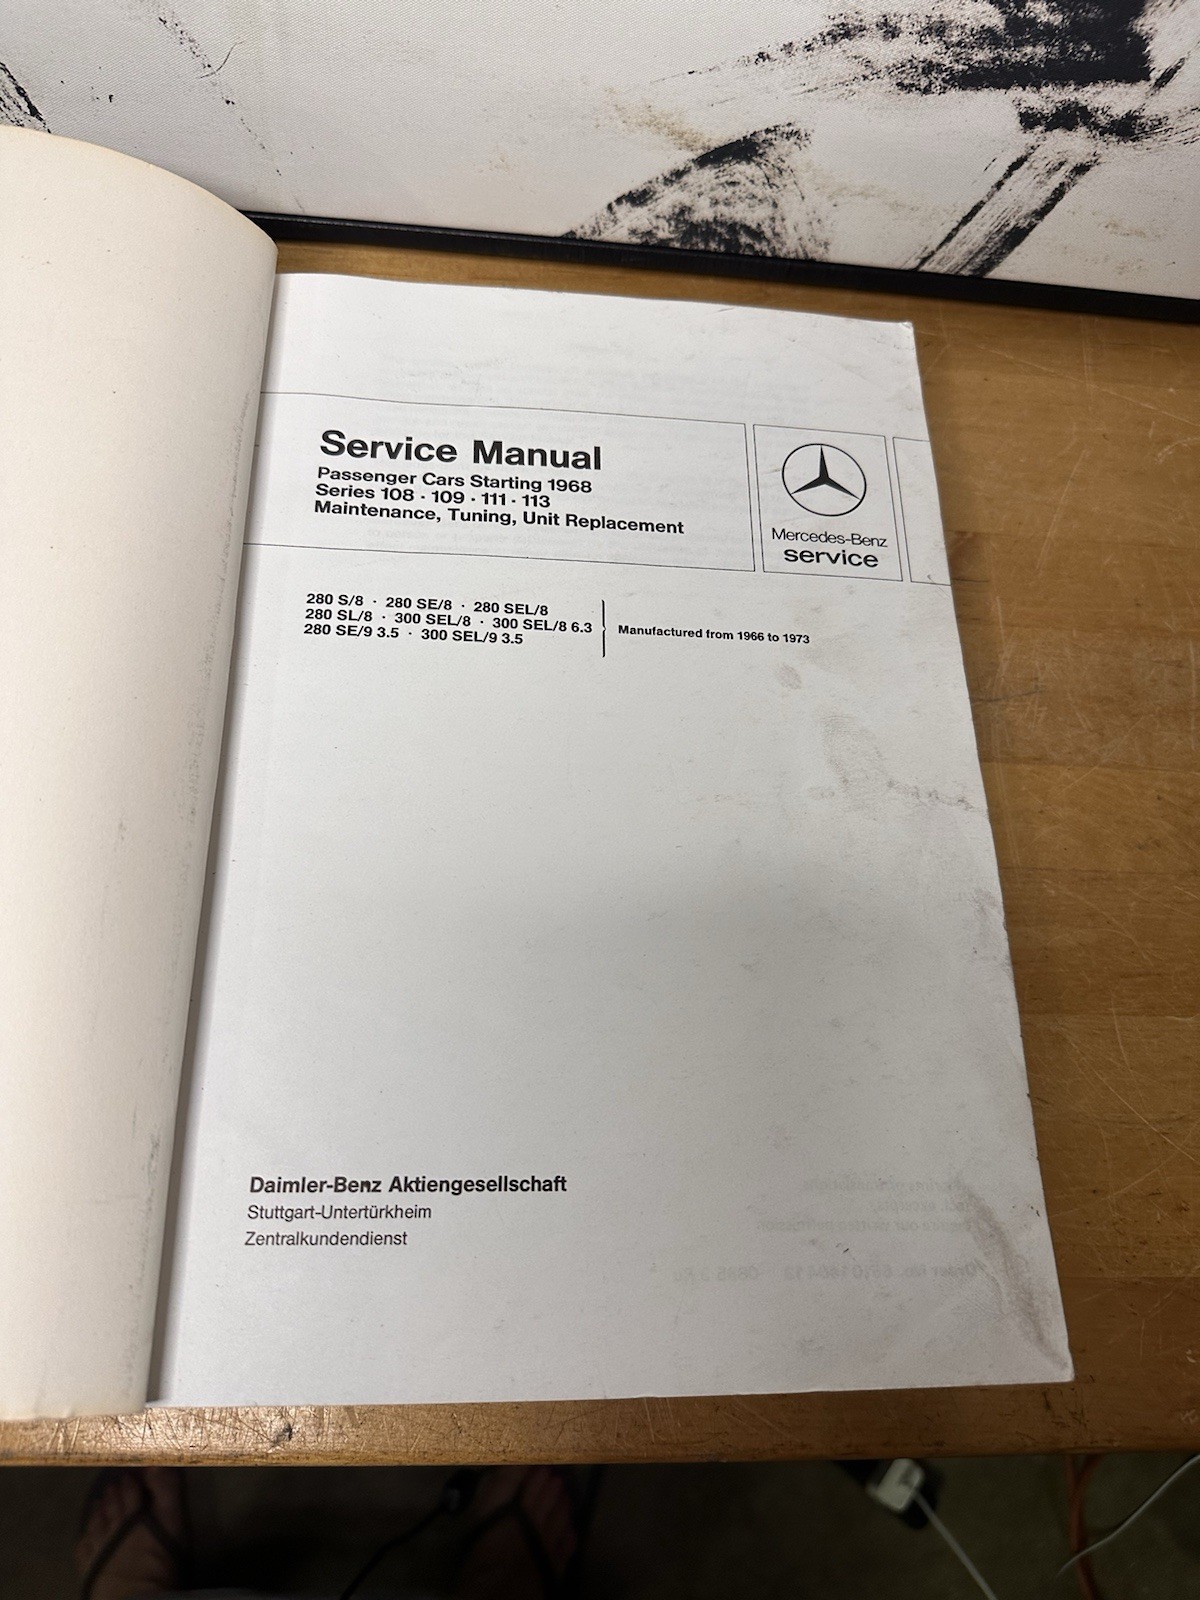 Service Manual
Passenger Cars Starting 1968
Series 108 · 109 · 111 · 113
Maintenance, Tuning, Unit Replacement
Mercedes-Benz
service
280 S/8 · 280 SE/8 · 280 SEL/8
280 SL/8 · 300 SEL/8 · 300 SEL/8 6.3
280 SE/9 3.5 · 300 SEL/9 3.5
Manufactured from 1966 to 1973
Daimler-Benz Aktiengesellschaft
Stuttgart-Untertürkheim
Zentralkundendienst